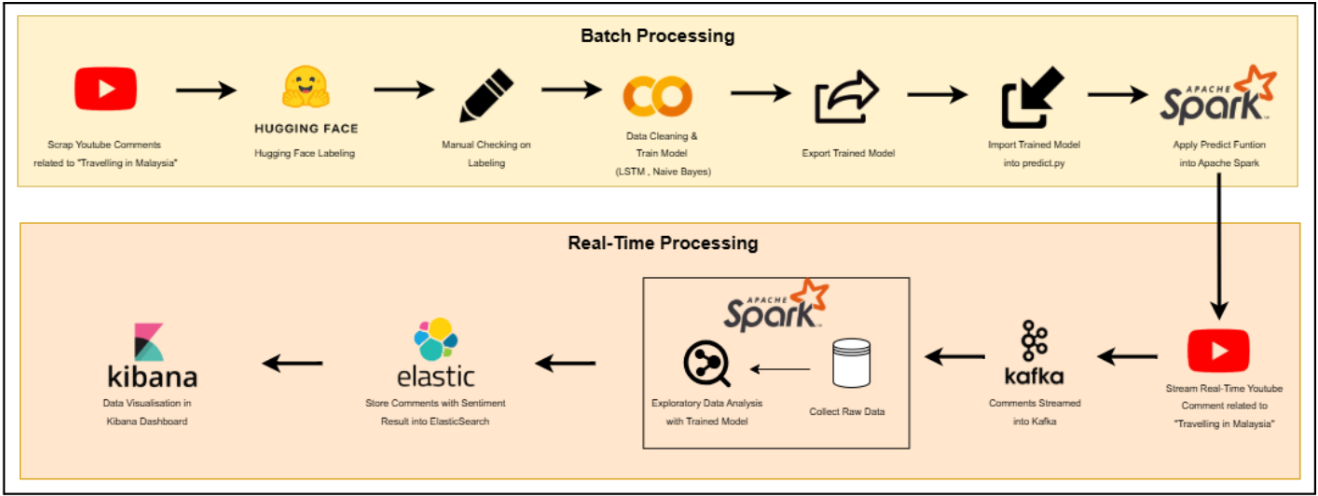 Batch Processing
Scrap Youtube Comments
related to "Travelling in Malaysia"
HUGGING FACE
Hugging Face Labeling
Manual Checking on
Labeling
Data Cleaning &
Train Model
(LSTM , Naive Bayes)
Export Trained Model
Import Trained Model
into predict.py
APACHE
Spark
Apply Predict Funtion
into Apache Spark
Real-Time Processing
kibana
Data Visualisation in
Kibana Dashboard
elastic
Store Comments with Sentiment
Result into ElasticSearch
APACHE
Spark
Exploratory Data Analysis
with Trained Model
Collect Raw Data
kafka
Comments Streamed
into Kafka
Stream Real-Time Youtube
Comment related to
"Travelling in Malaysia"